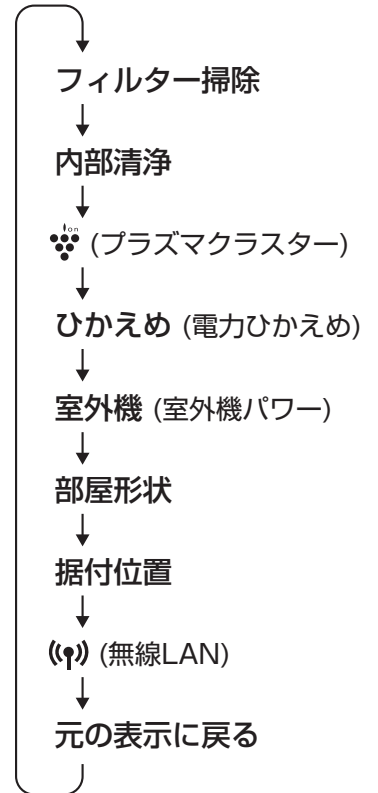 フィルター掃除
内部清浄
ion (プラズマクラスター)
ひかえめ (電力ひかえめ)
室外機 (室外機パワー)
部屋形状
据付位置
(無線LAN)
元の表示に戻る